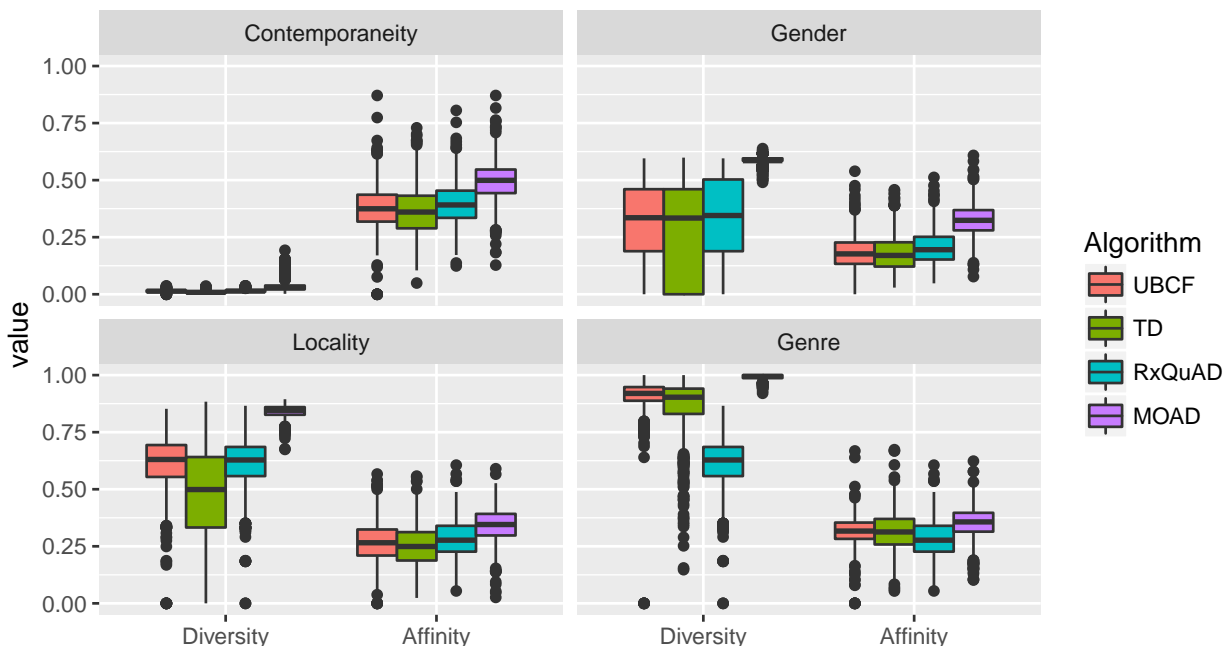 Contemporaneity
Gender
1.00
0.75
0.50
0.25
0.00
Locality
Genre
1.00
0.75
0.50
0.25
0.00
value
Diversity
Affinity
Diversity
Affinity
Algorithm
UBCF
TD
RxQuAD
MOAD